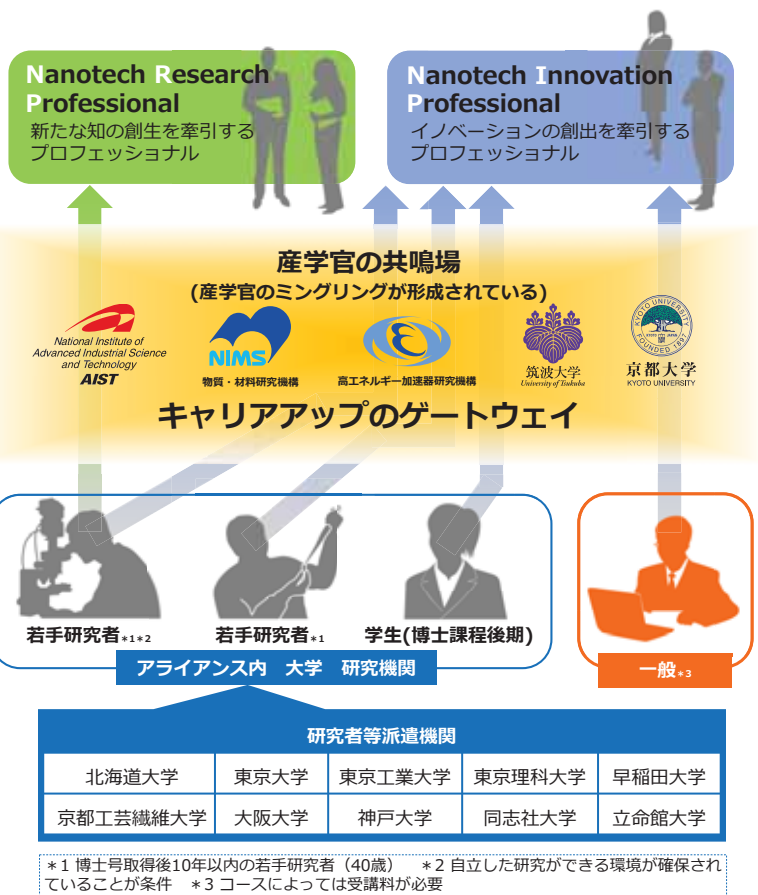 Nanotech Research
Professional
新たな知の創生を牽引する
プロフェッショナル
Nanotech Innovation
Professional
イノベーションの創出を牽引する
プロフェッショナル
産学官の共鳴場
(産学官のミングリングが形成されている)
National Institute of
Advanced Industrial Science
and Technology
AIST
NIMS
物質・材料研究機構
高エネルギー加速器研究機構
筑波大学
University of Tsukuba
KYOTO UNIVERSITY
KYOTO JAPAN
FOUNDED 1897
京都大学
KYOTO UNIVERSITY
キャリアアップのゲートウェイ
若手研究者*1*2
若手研究者*1
学生(博士課程後期)
アライアンス内 大学 研究機関
一般*3
研究者等派遣機関
北海道大学 東京大学 東京工業大学 東京理科大学 早稲田大学
京都工芸繊維大学 大阪大学 神戸大学 同志社大学 立命館大学
*1 博士号取得後10年以内の若手研究者（40歳） *2 自立した研究ができる環境が確保され
ていることが条件 *3 コースによっては受講料が必要